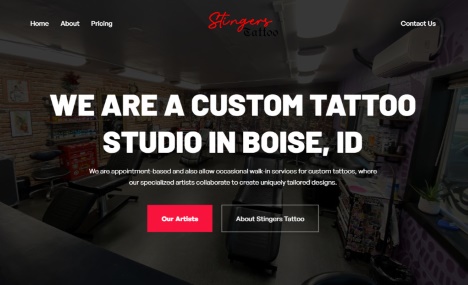 Home About Pricing
Stingers
Tattoo
Contact Us
WE ARE A CUSTOM TATTOO
STUDIO IN BOISE, ID
We are appointment-based and also allow occasional walk-in services for custom tattoos, where
our specialized artists collaborate to create uniquely tailored designs.
Our Artists
About Stingers Tattoo